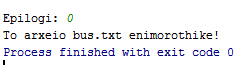 Epilogi: 0
To arxeio bus.txt enimorothike!
Process finished with exit code 0